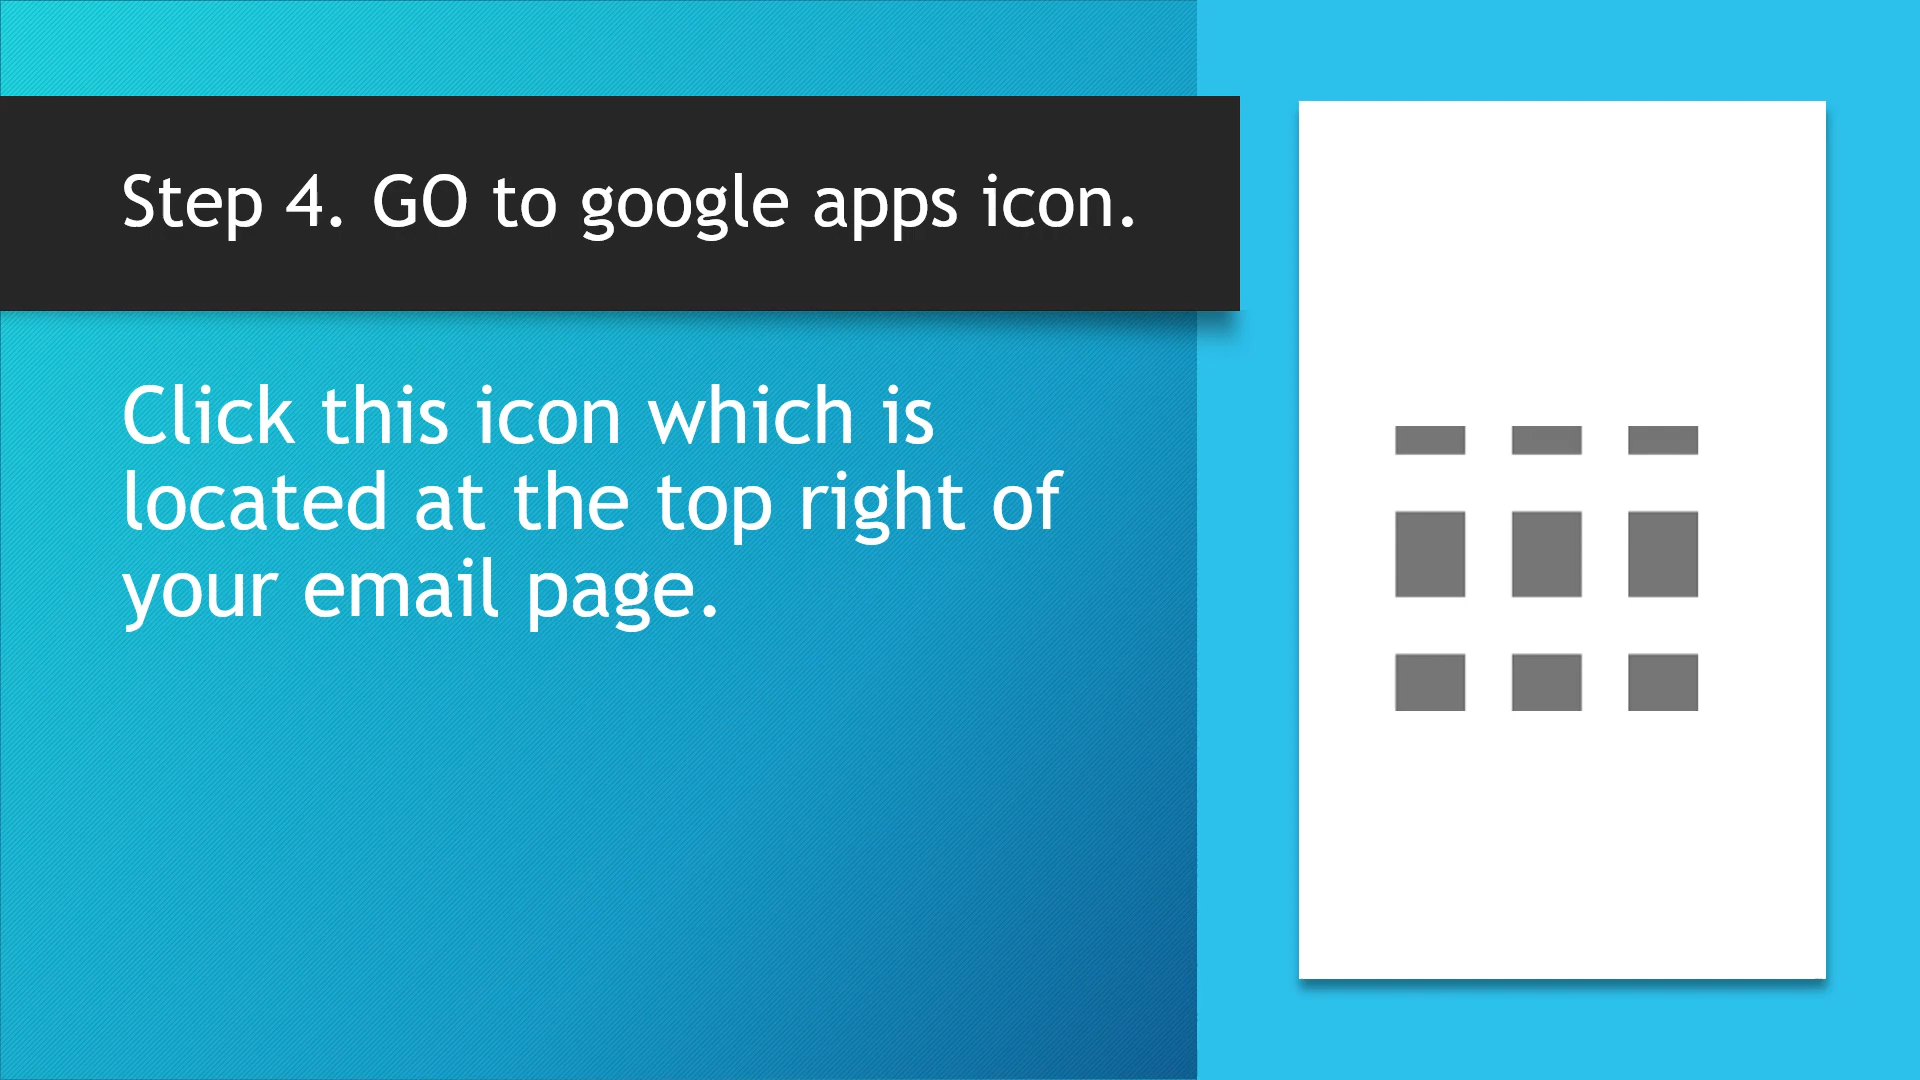 Step 4. GO to google apps icon.
Click this icon which is
located at the top right of
your email page.